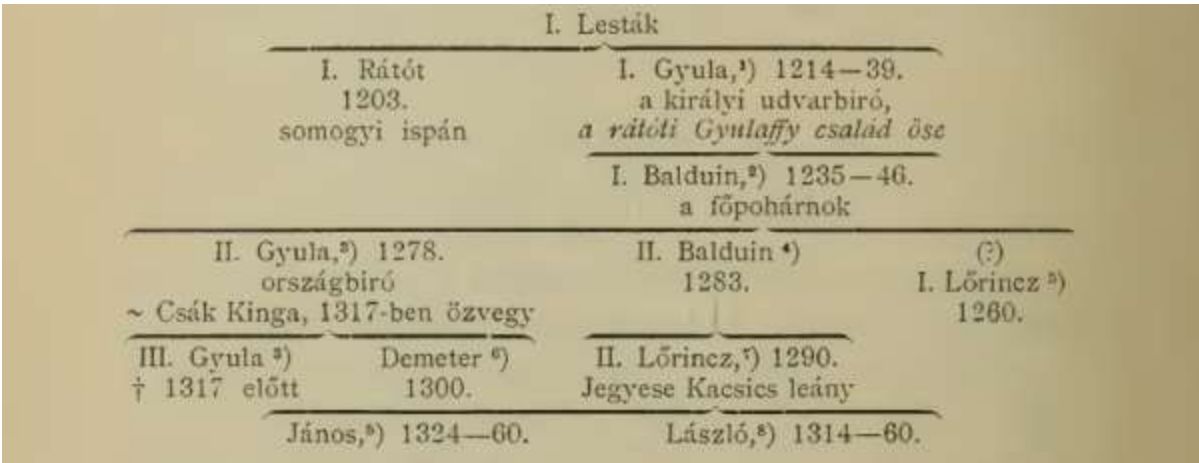 I. Lesták
I. Rátót
1203.
somogyi ispán
I. Gyula,¹) 1214—39.
a királyi udvarbiró,
a rátóti Gyulaffy család őse
I. Balduin,²) 1235—46.
a főpohárnok
II. Gyula,³) 1278.
országbiró
~ Csák Kinga, 1317-ben özvegy
II. Balduin ⁴)
1283.
(?)
I. Lőrincz ⁵)
1260.
III. Gyula ³)
† 1317 előtt
Demeter ⁶)
1300.
II. Lőrincz,⁷) 1290.
Jegyese Kacsics leány
János,⁸) 1324—60.
László,⁸) 1314—60.